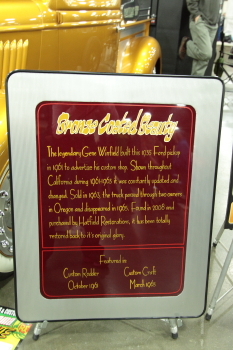 Bronze Coated Beauty
The legendary Gene Winfield built this 1935 Ford pickup
in 1961 to advertise his custom shop. Shown throughout
California during 1961-1963 it was constantly updated and
changed. Sold in 1963, the truck passed through two owners
in Oregon and disappeared in 1965. Found in 2008 and
purchased by Hatfield Restorations, it has been totally
restored back to it's original glory.
Featured in:
Custom Rodder Custom Craft
October 1961 March 1962